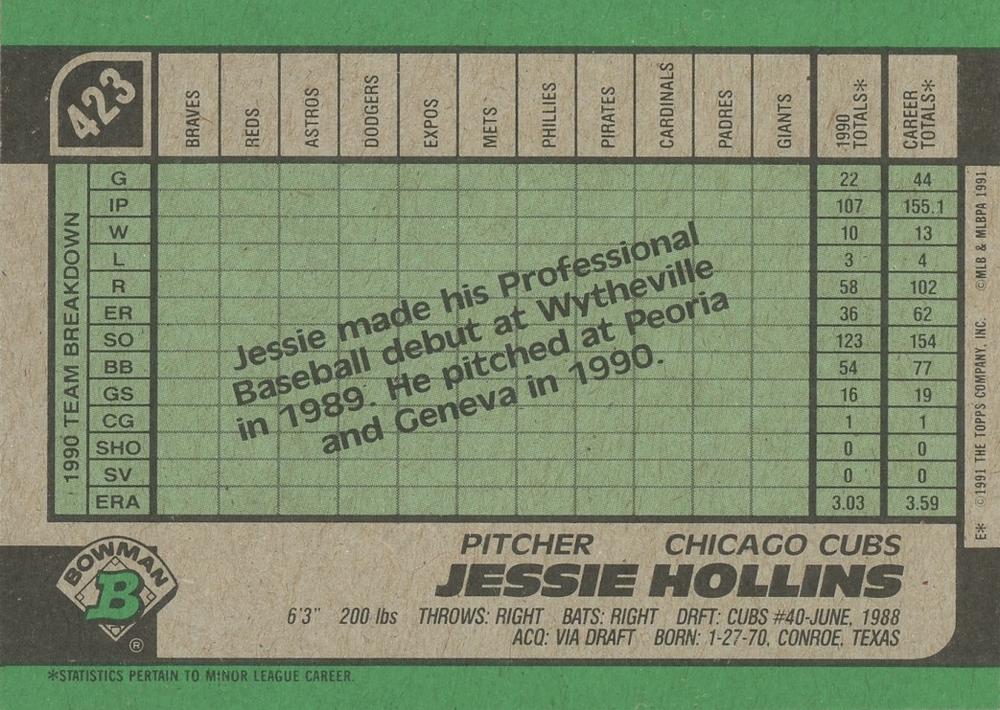 423
BRAVES REDS ASTROS DODGERS EXPOS METS PHILLIES PIRATES CARDINALS PADRES GIANTS 1990 TOTALS* CAREER TOTALS*
1990 TEAM BREAKDOWN
G 22 44
IP 107 155.1
W 10 13
L 3 4
R 58 102
ER 36 62
SO 123 154
BB 54 77
GS 16 19
CG 1 1
SHO 0 0
SV 0 0
ERA 3.03 3.59
Jessie made his Professional
Baseball debut at Wytheville
in 1989. He pitched at Peoria
and Geneva in 1990.
E* ©1991 THE TOPPS COMPANY, INC. ©MLB & MLBPA 1991
BOWMAN
B
®
PITCHER CHICAGO CUBS
JESSIE HOLLINS
6'3" 200 lbs THROWS: RIGHT BATS: RIGHT DRFT: CUBS #40-JUNE, 1988
ACQ: VIA DRAFT BORN: 1-27-70, CONROE, TEXAS
*STATISTICS PERTAIN TO MINOR LEAGUE CAREER.